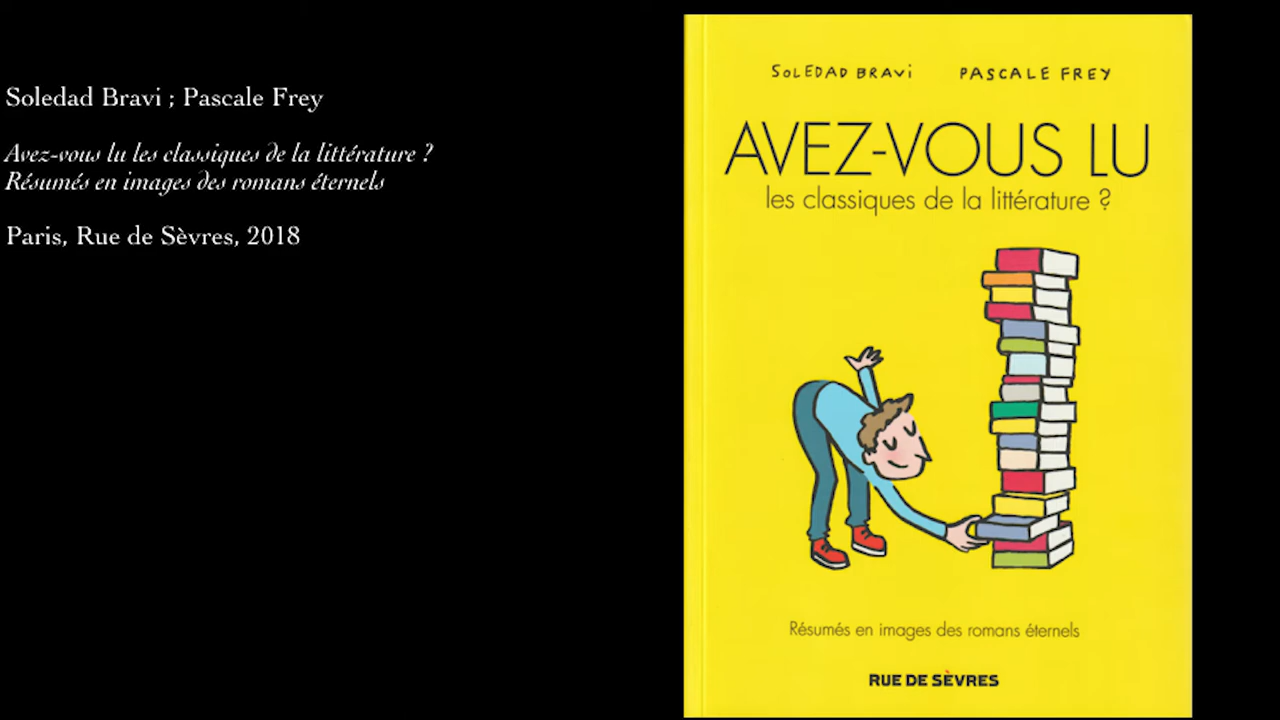 Soledad Bravi ; Pascale Frey
Avez-vous lu les classiques de la littérature ?
Résumés en images des romans éternels
Paris, Rue de Sèvres, 2018
SOLEDAD BRAVi PASCALE FREY
AVEZ-VOUS LU
les classiques de la littérature ?
Résumés en images des romans éternels
RUE DE SÈVRES